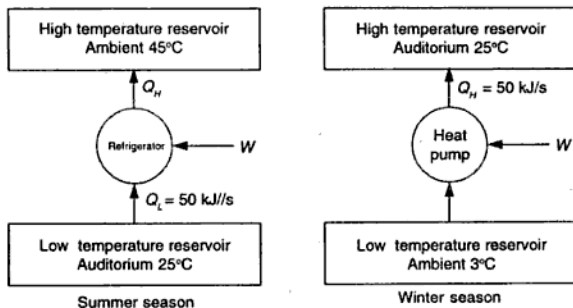 High temperature reservoir
Ambient 45°C
Q_H
Refrigerator
W
Q_L = 50 kJ//s
Low temperature reservoir
Auditorium 25°C
Summer season
High temperature reservoir
Auditorium 25°C
Q_H = 50 kJ/s
Heat
pump
W
Low temperature reservoir
Ambient 3°C
Winter season